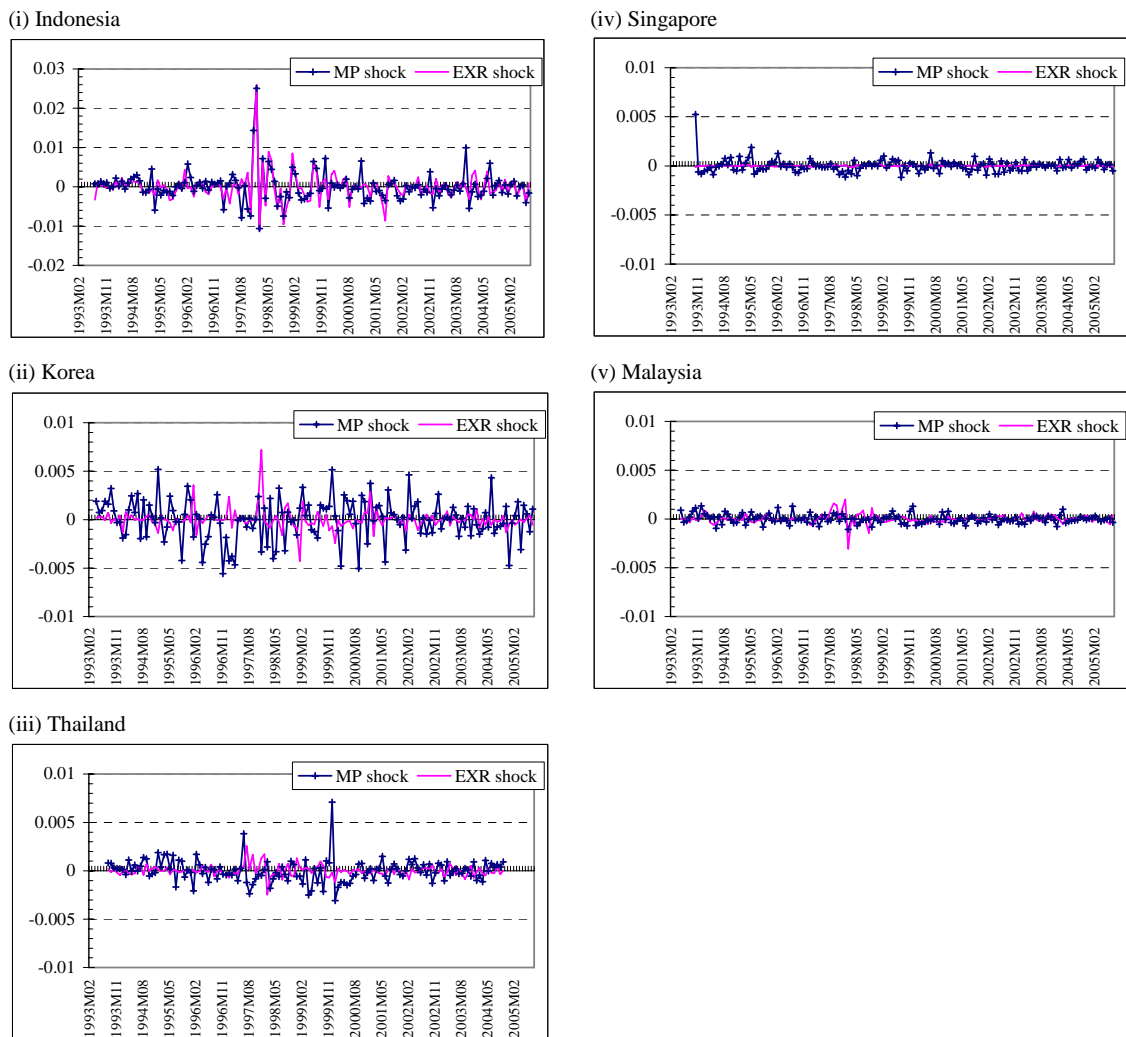 (i) Indonesia
MP shock EXR shock
0.03
0.02
0.01
0
-0.01
-0.02
1993M02 1993M11 1994M08 1995M05 1996M02 1996M11 1997M08 1998M05 1999M02 1999M11 2000M08 2001M05 2002M02 2002M11 2003M08 2004M05 2005M02
(iv) Singapore
MP shock EXR shock
0.01
0.005
0
-0.005
-0.01
1993M02 1993M11 1994M08 1995M05 1996M02 1996M11 1997M08 1998M05 1999M02 1999M11 2000M08 2001M05 2002M02 2002M11 2003M08 2004M05 2005M02
(ii) Korea
MP shock EXR shock
0.01
0.005
0
-0.005
-0.01
1993M02 1993M11 1994M08 1995M05 1996M02 1996M11 1997M08 1998M05 1999M02 1999M11 2000M08 2001M05 2002M02 2002M11 2003M08 2004M05 2005M02
(v) Malaysia
MP shock EXR shock
0.01
0.005
0
-0.005
-0.01
1993M02 1993M11 1994M08 1995M05 1996M02 1996M11 1997M08 1998M05 1999M02 1999M11 2000M08 2001M05 2002M02 2002M11 2003M08 2004M05 2005M02
(iii) Thailand
MP shock EXR shock
0.01
0.005
0
-0.005
-0.01
1993M02 1993M11 1994M08 1995M05 1996M02 1996M11 1997M08 1998M05 1999M02 1999M11 2000M08 2001M05 2002M02 2002M11 2003M08 2004M05 2005M02